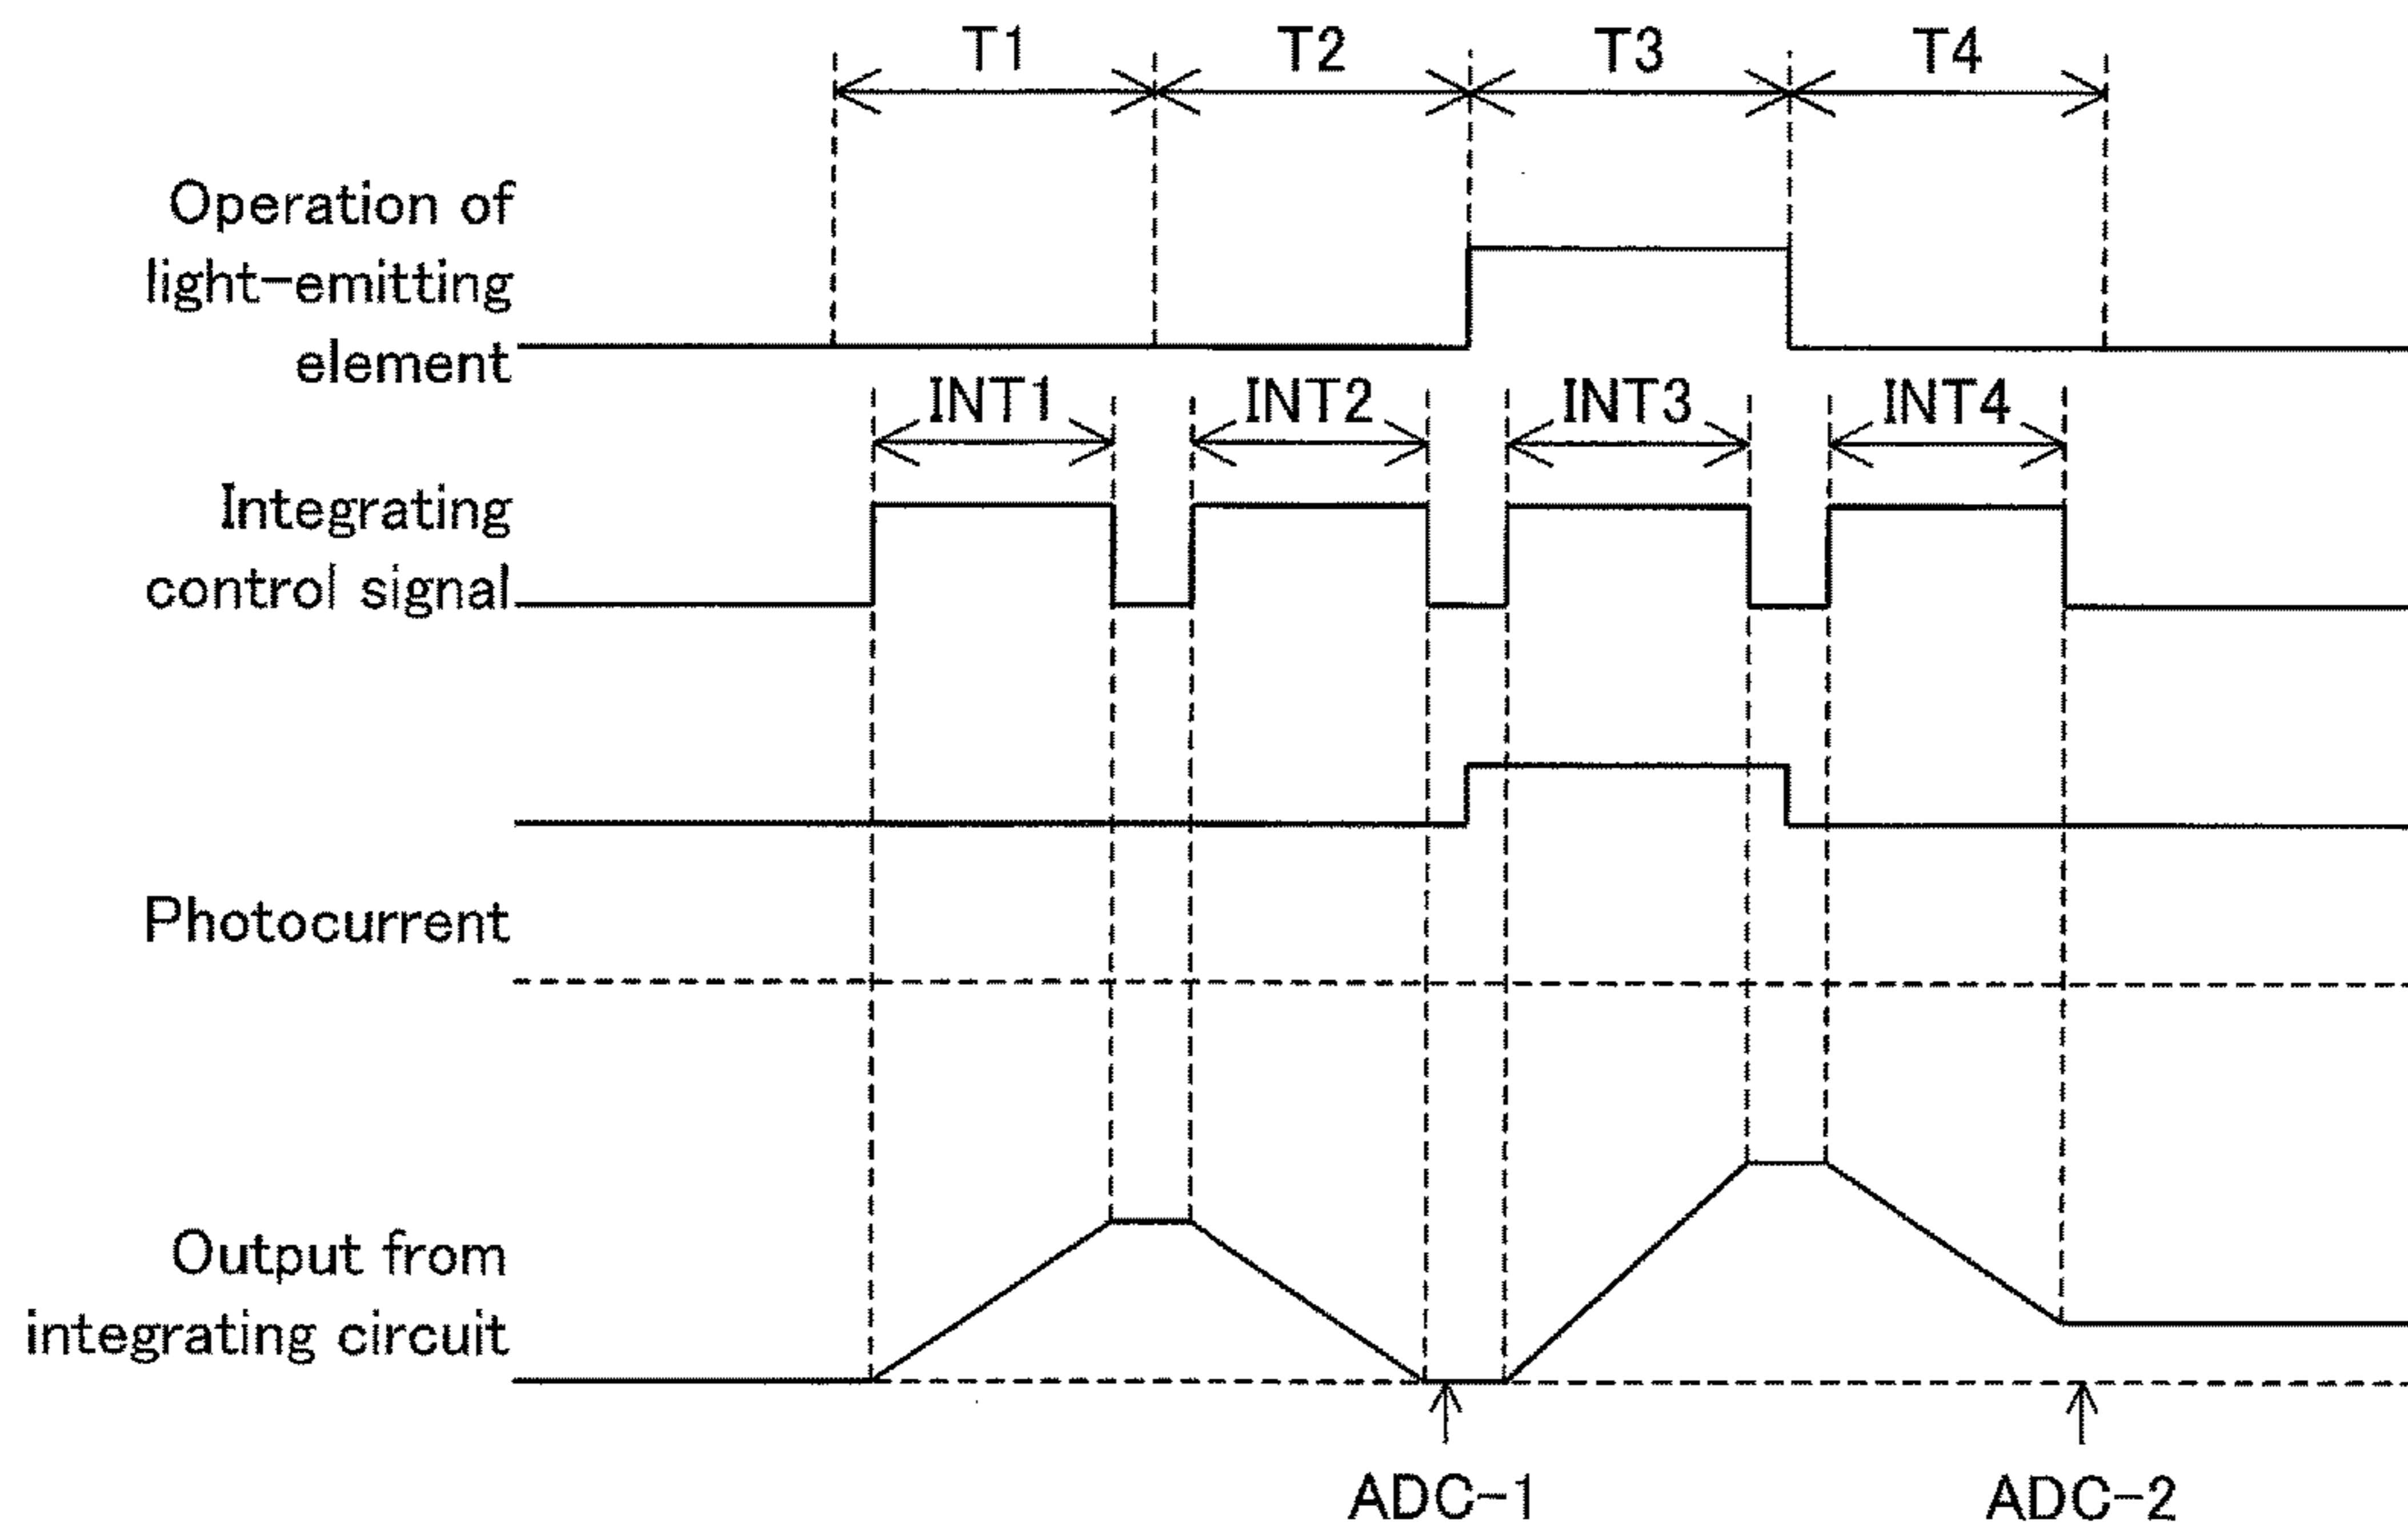 T1 T2 T3 T4
Operation of
light-emitting
element
INT1 INT2 INT3 INT4
Integrating
control signal
Photocurrent
Output from
integrating circuit
ADC-1 ADC-2